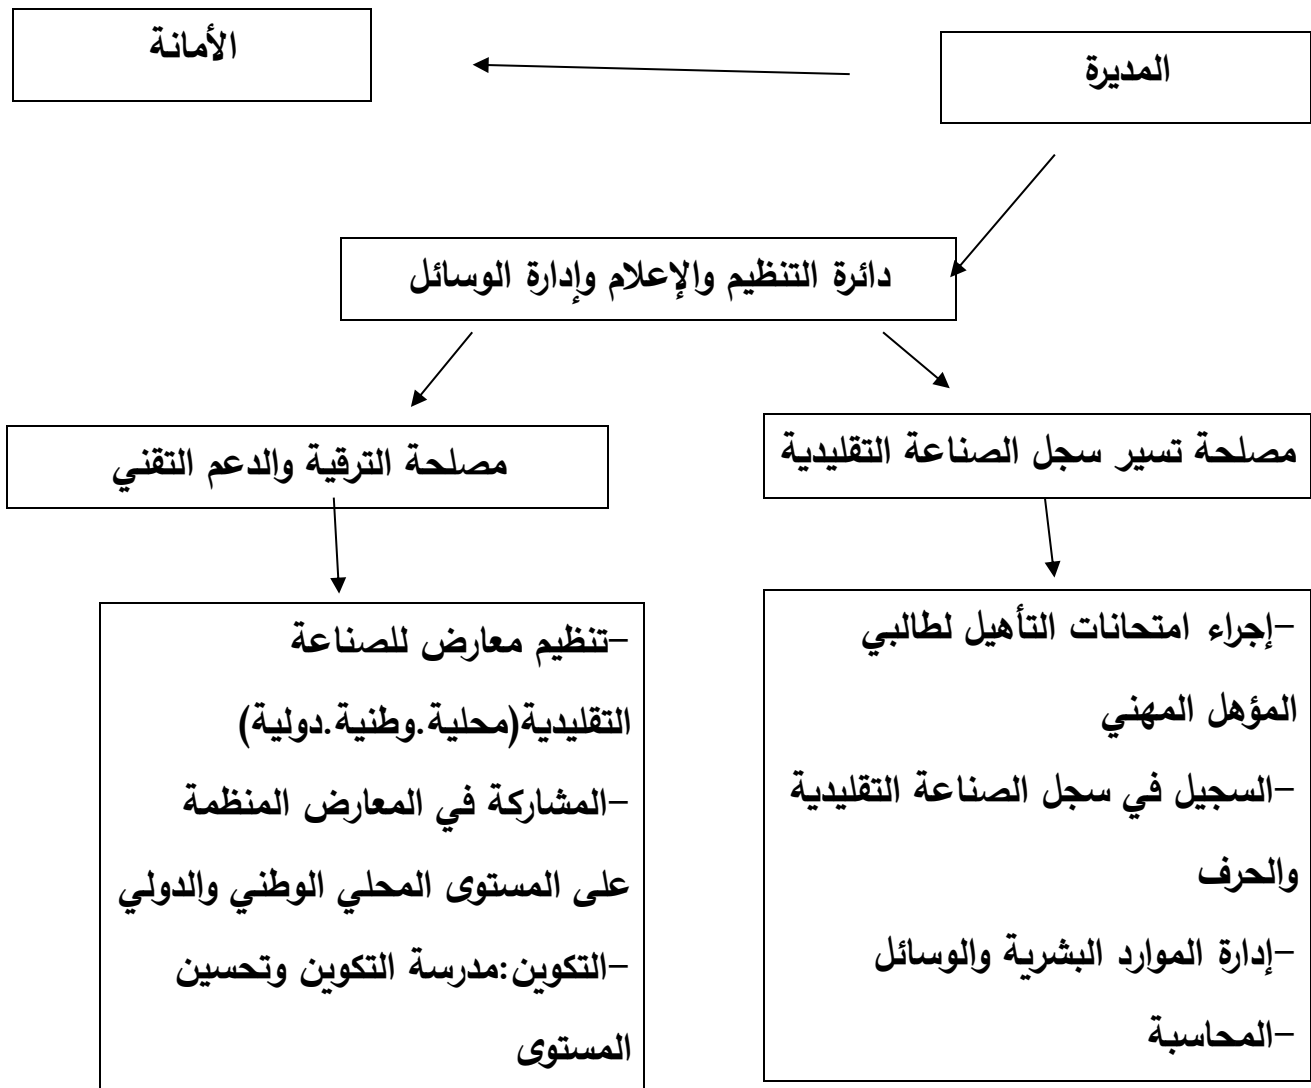 المديرة
الأمانة
دائرة التنظيم والإعلام وإدارة الوسائل
مصلحة تسير سجل الصناعة التقليدية
مصلحة الترقية والدعم التقني
-إجراء امتحانات التأهيل لطالبي
المؤهل المهني
-السجيل في سجل الصناعة التقليدية
والحرف
-إدارة الموارد البشرية والوسائل
-المحاسبة
-تنظيم معارض للصناعة
التقليدية(محلية.وطنية.دولية)
-المشاركة في المعارض المنظمة
على المستوى المحلي الوطني والدولي
-التكوين:مدرسة التكوين وتحسين
المستوى